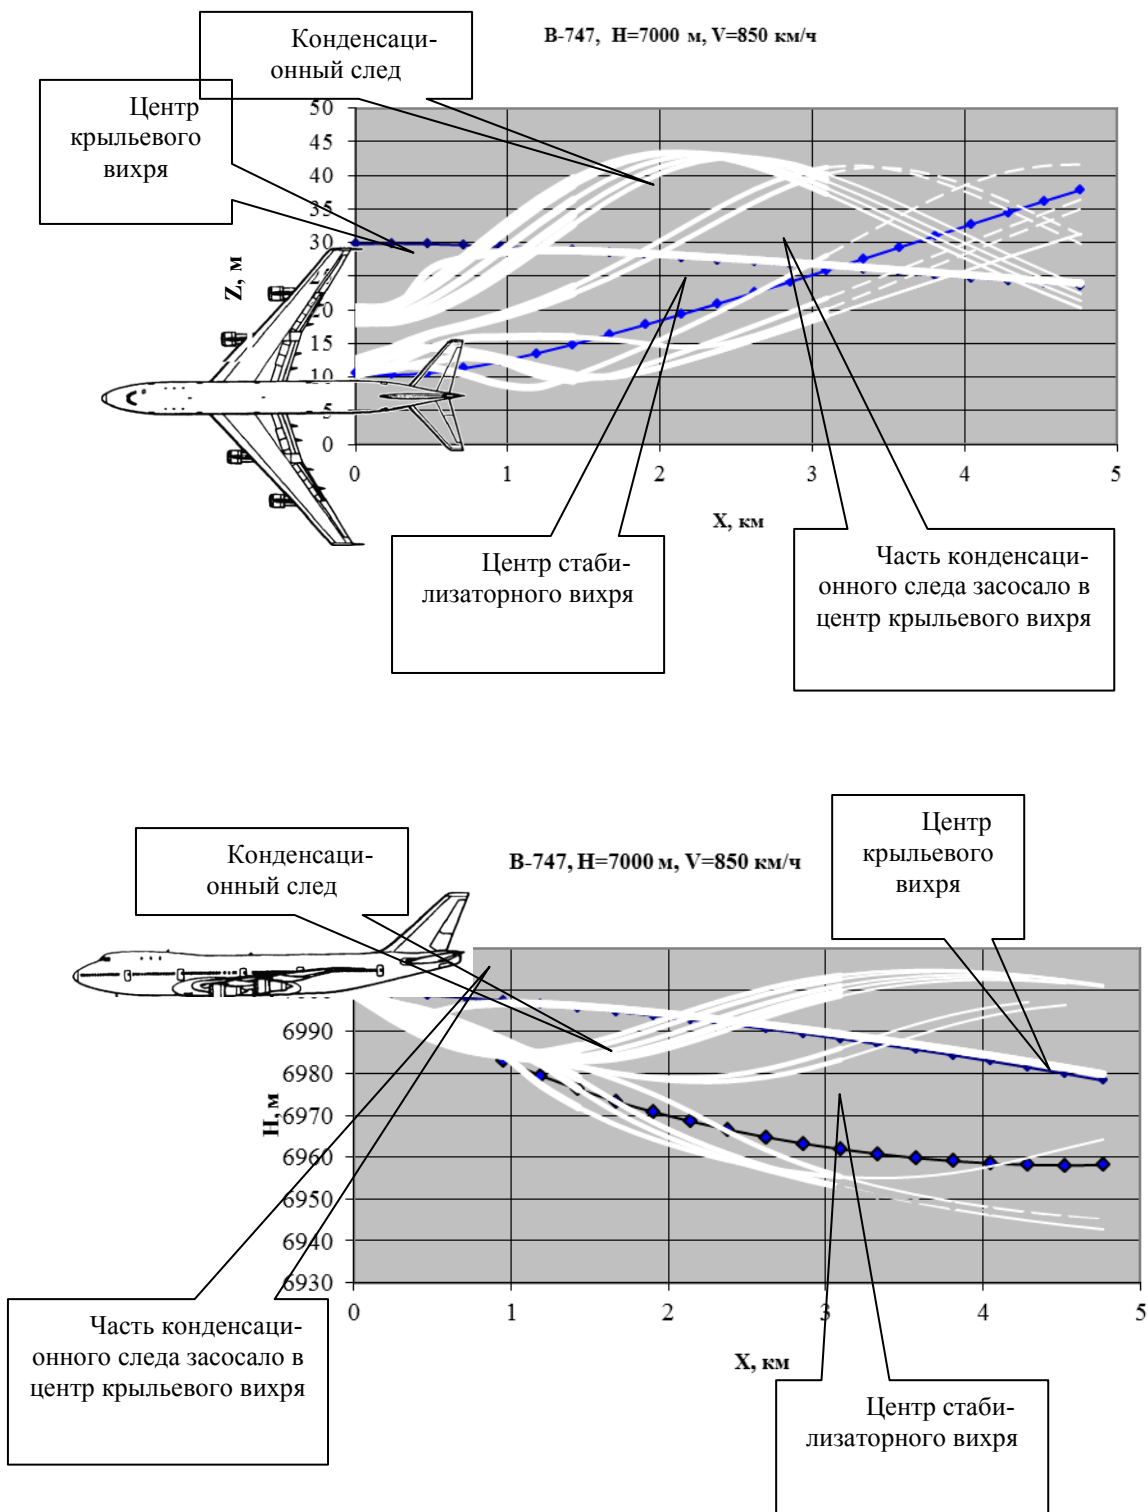 В-747, Н=7000 м, V=850 км/ч
Конденсаци-
онный след
Центр
крыльевого
вихря
50
45
40
35
30
20
15
10
5
0
Z, м
0 1 2 3 4 5
X, км
Центр стаби-
лизаторного вихря
Часть конденсаци-
онного следа засосало в
центр крыльевого вихря
Центр
крыльевого
вихря
Конденсаци-
онный след
В-747, Н=7000 м, V=850 км/ч
6990
6980
6970
6960
6950
6940
6930
Н, м
0 1 2 3 4 5
X, км
Часть конденсаци-
онного следа засосало в
центр крыльевого вихря
Центр стаби-
лизаторного вихря